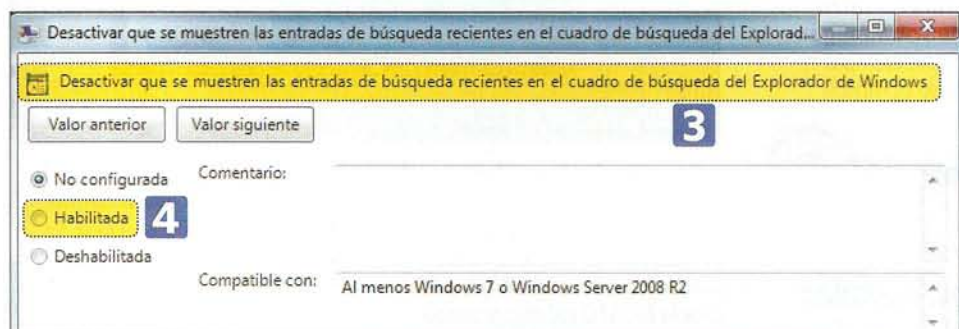 Desactivar que se muestren las entradas de búsqueda recientes en el cuadro de búsqueda del Explorad...
Desactivar que se muestren las entradas de búsqueda recientes en el cuadro de búsqueda del Explorador de Windows
3
Valor anterior Valor siguiente
No configurada Comentario:
Habilitada 4
Deshabilitada
Compatible con: Al menos Windows 7 o Windows Server 2008 R2